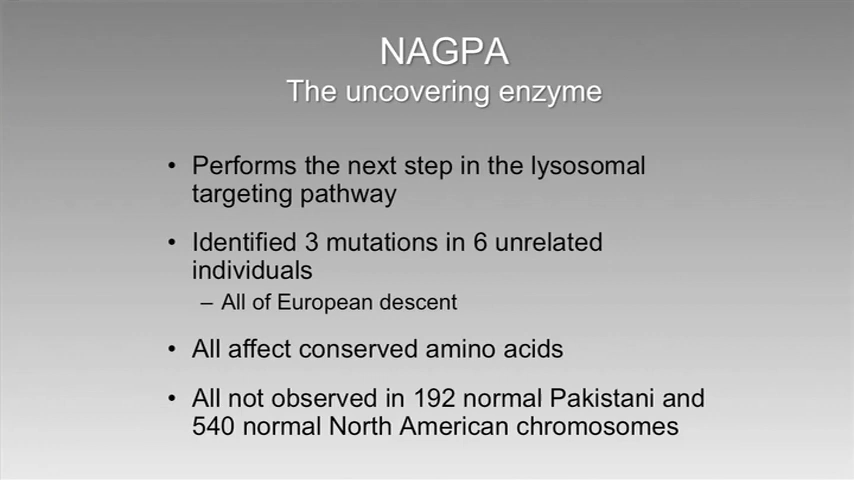 NAGPA
The uncovering enzyme
• Performs the next step in the lysosomal
targeting pathway
• Identified 3 mutations in 6 unrelated
individuals
– All of European descent
• All affect conserved amino acids
• All not observed in 192 normal Pakistani and
540 normal North American chromosomes